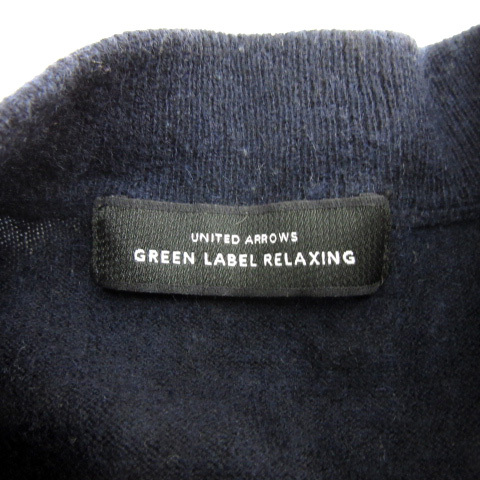 UNITED ARROWS
GREEN LABEL RELAXING